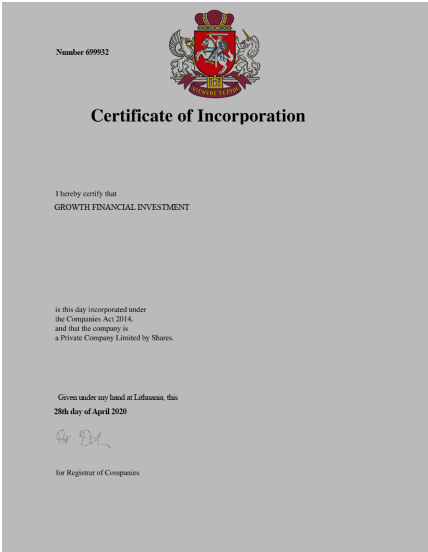 Number 699932
VIENYBĖ TEŽYDI
Certificate of Incorporation
I hereby certify that
GROWTH FINANCIAL INVESTMENT
is this day incorporated under
the Companies Act 2014,
and that the company is
a Private Company Limited by Shares.
Given under my hand at Lithuania, this
28th day of April 2020
for Registrar of Companies